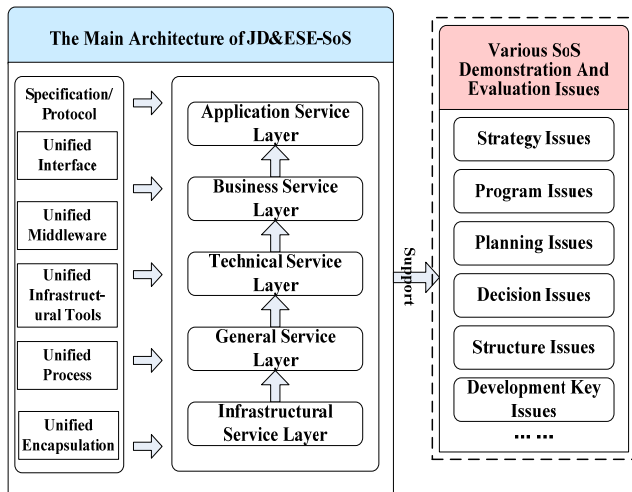 The Main Architecture of JD&ESE-SoS
Specification/
Protocol
Unified
Interface
Unified
Middleware
Unified
Infrastruct-
ural Tools
Unified
Process
Unified
Encapsulation
Application Service
Layer
Business Service
Layer
Technical Service
Layer
General Service
Layer
Infrastructural
Service Layer
Support
Various SoS
Demonstration And
Evaluation Issues
Strategy Issues
Program Issues
Planning Issues
Decision Issues
Structure Issues
Development Key
Issues
... ...